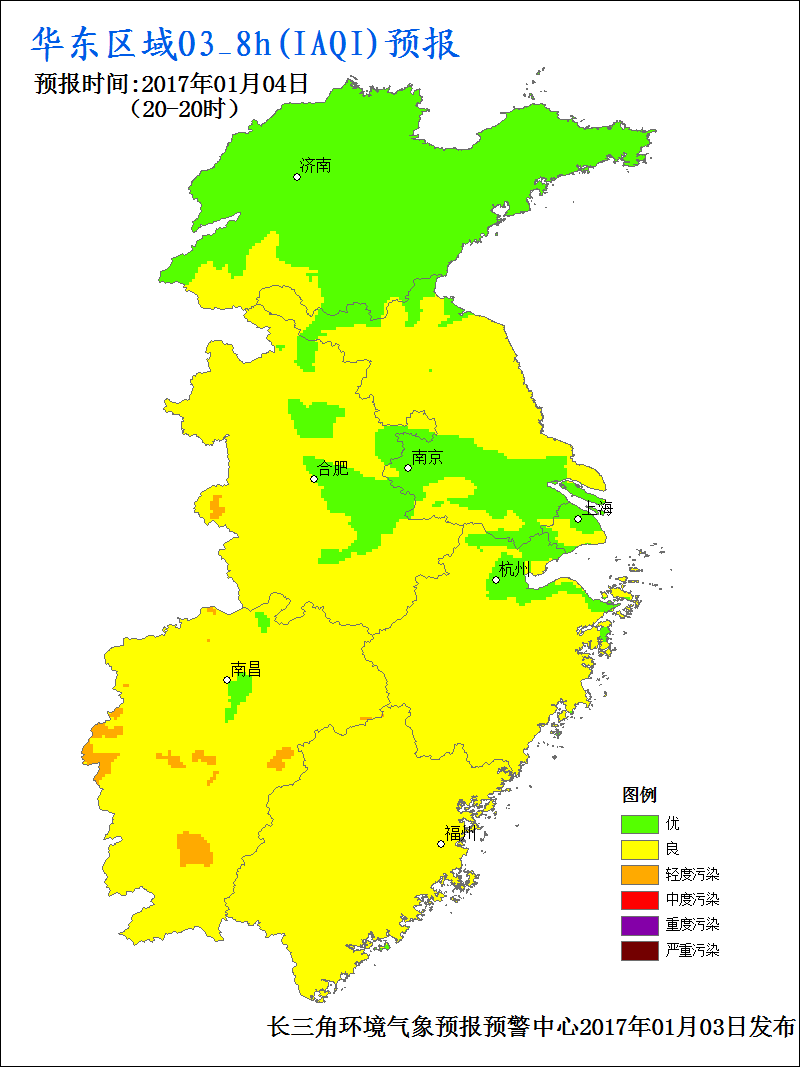 华东区域O3_8h(IAQI)预报
预报时间:2017年01月04日
（20-20时）
济南
南京
合肥
上海
杭州
南昌
福州
图例
优
良
轻度污染
中度污染
重度污染
严重污染
长三角环境气象预报预警中心2017年01月03日发布